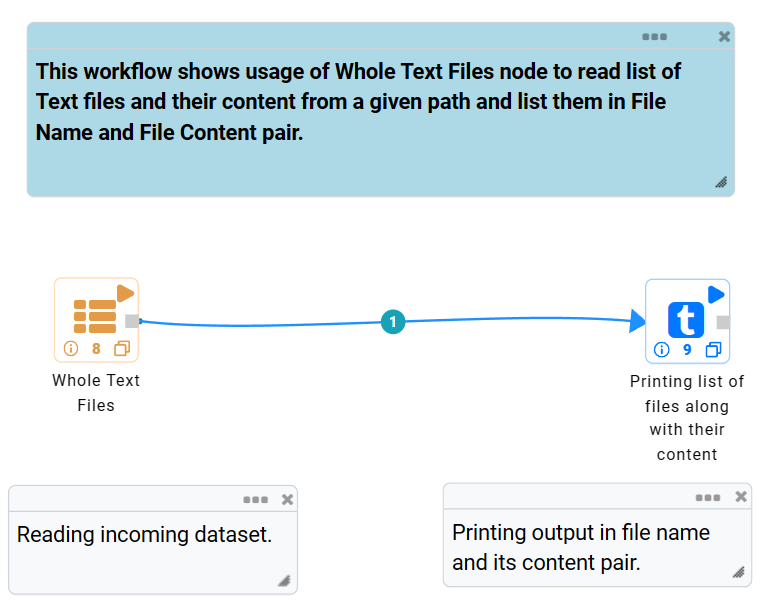 This workflow shows usage of Whole Text Files node to read list of
Text files and their content from a given path and list them in File
Name and File Content pair.
1
t
8
9
Whole Text
Files
Printing list of
files along
with their
content
Reading incoming dataset.
Printing output in file name
and its content pair.